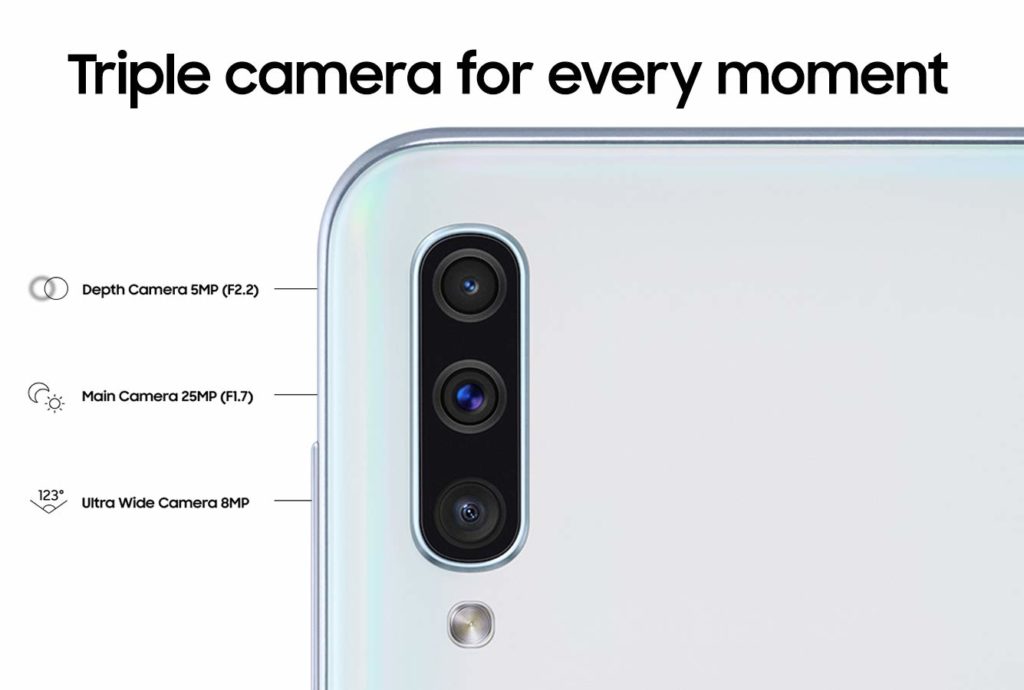 Triple camera for every moment
Depth Camera 5MP (F2.2)
Main Camera 25MP (F1.7)
123°
Ultra Wide Camera 8MP